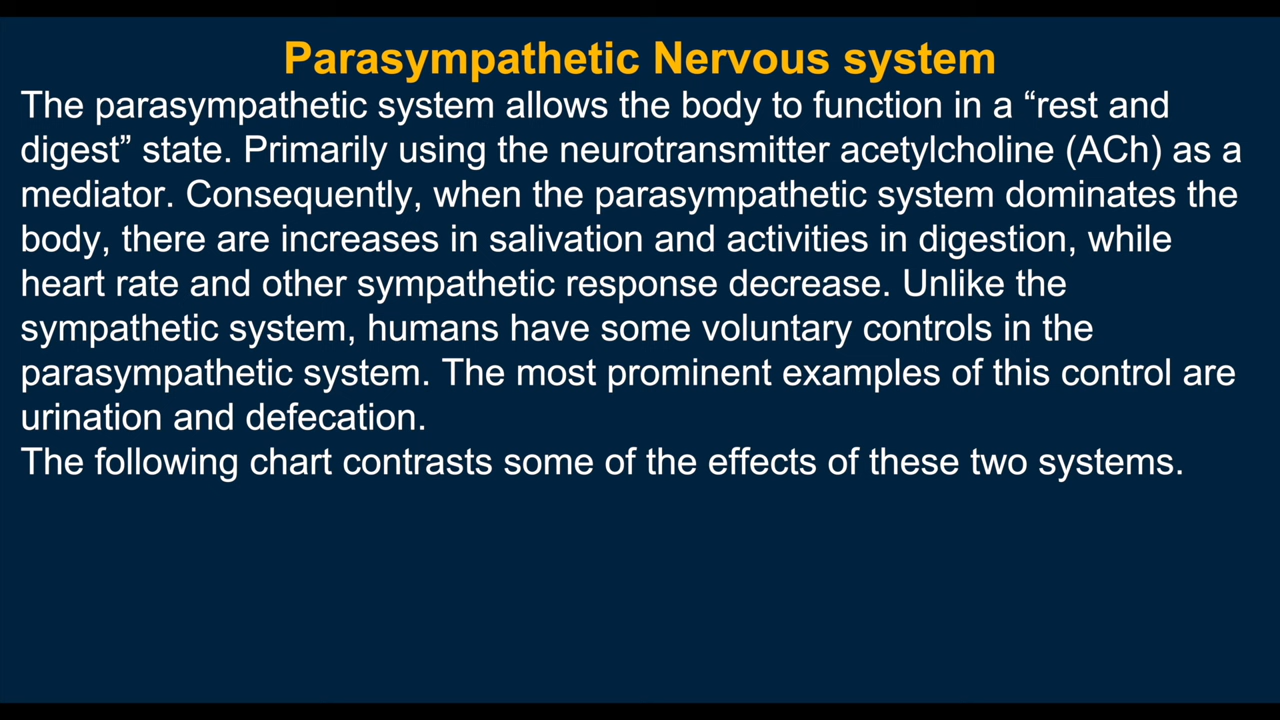 Parasympathetic Nervous system
The parasympathetic system allows the body to function in a “rest and
digest” state. Primarily using the neurotransmitter acetylcholine (ACh) as a
mediator. Consequently, when the parasympathetic system dominates the
body, there are increases in salivation and activities in digestion, while
heart rate and other sympathetic response decrease. Unlike the
sympathetic system, humans have some voluntary controls in the
parasympathetic system. The most prominent examples of this control are
urination and defecation.
The following chart contrasts some of the effects of these two systems.